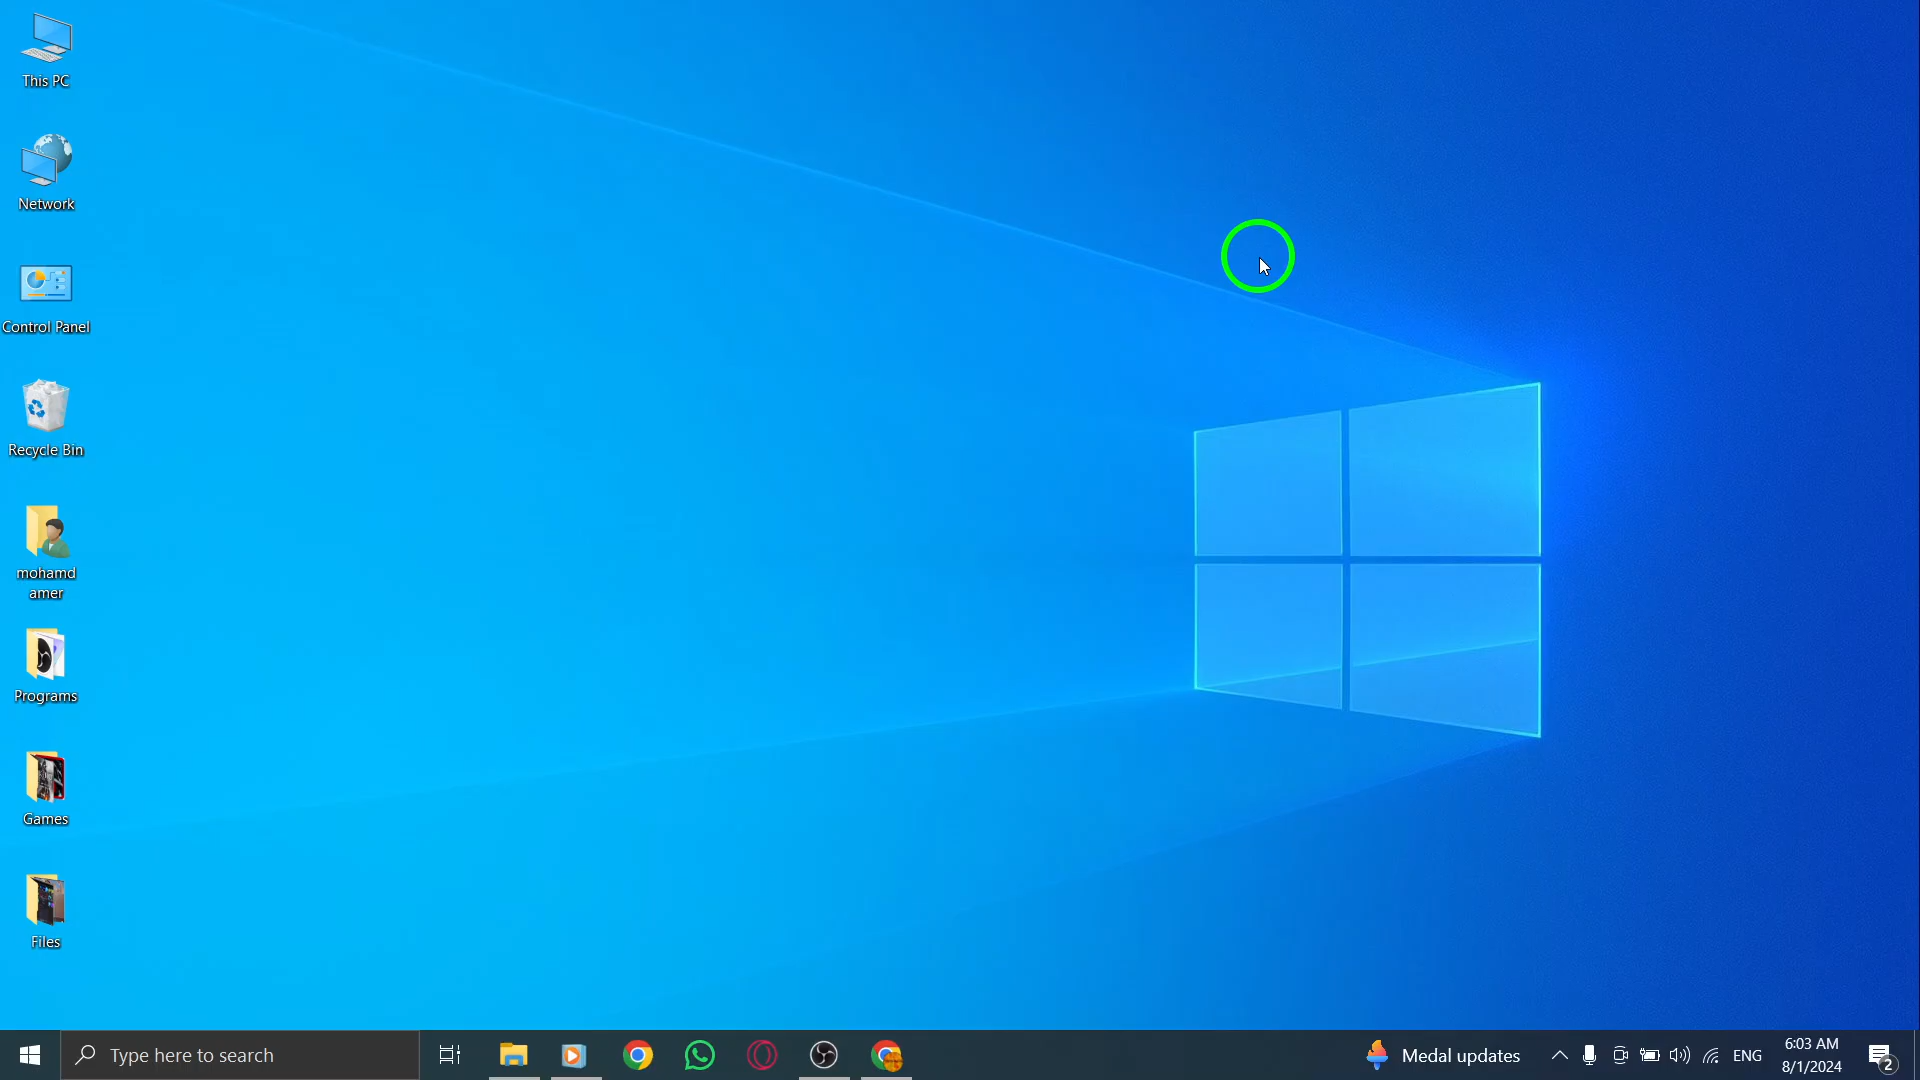 This PC
Network
Control Panel
Recycle Bin
mohamd
amer
Programs
Games
Files
Type here to search
Medal updates
ENG
6:03 AM
8/1/2024
2